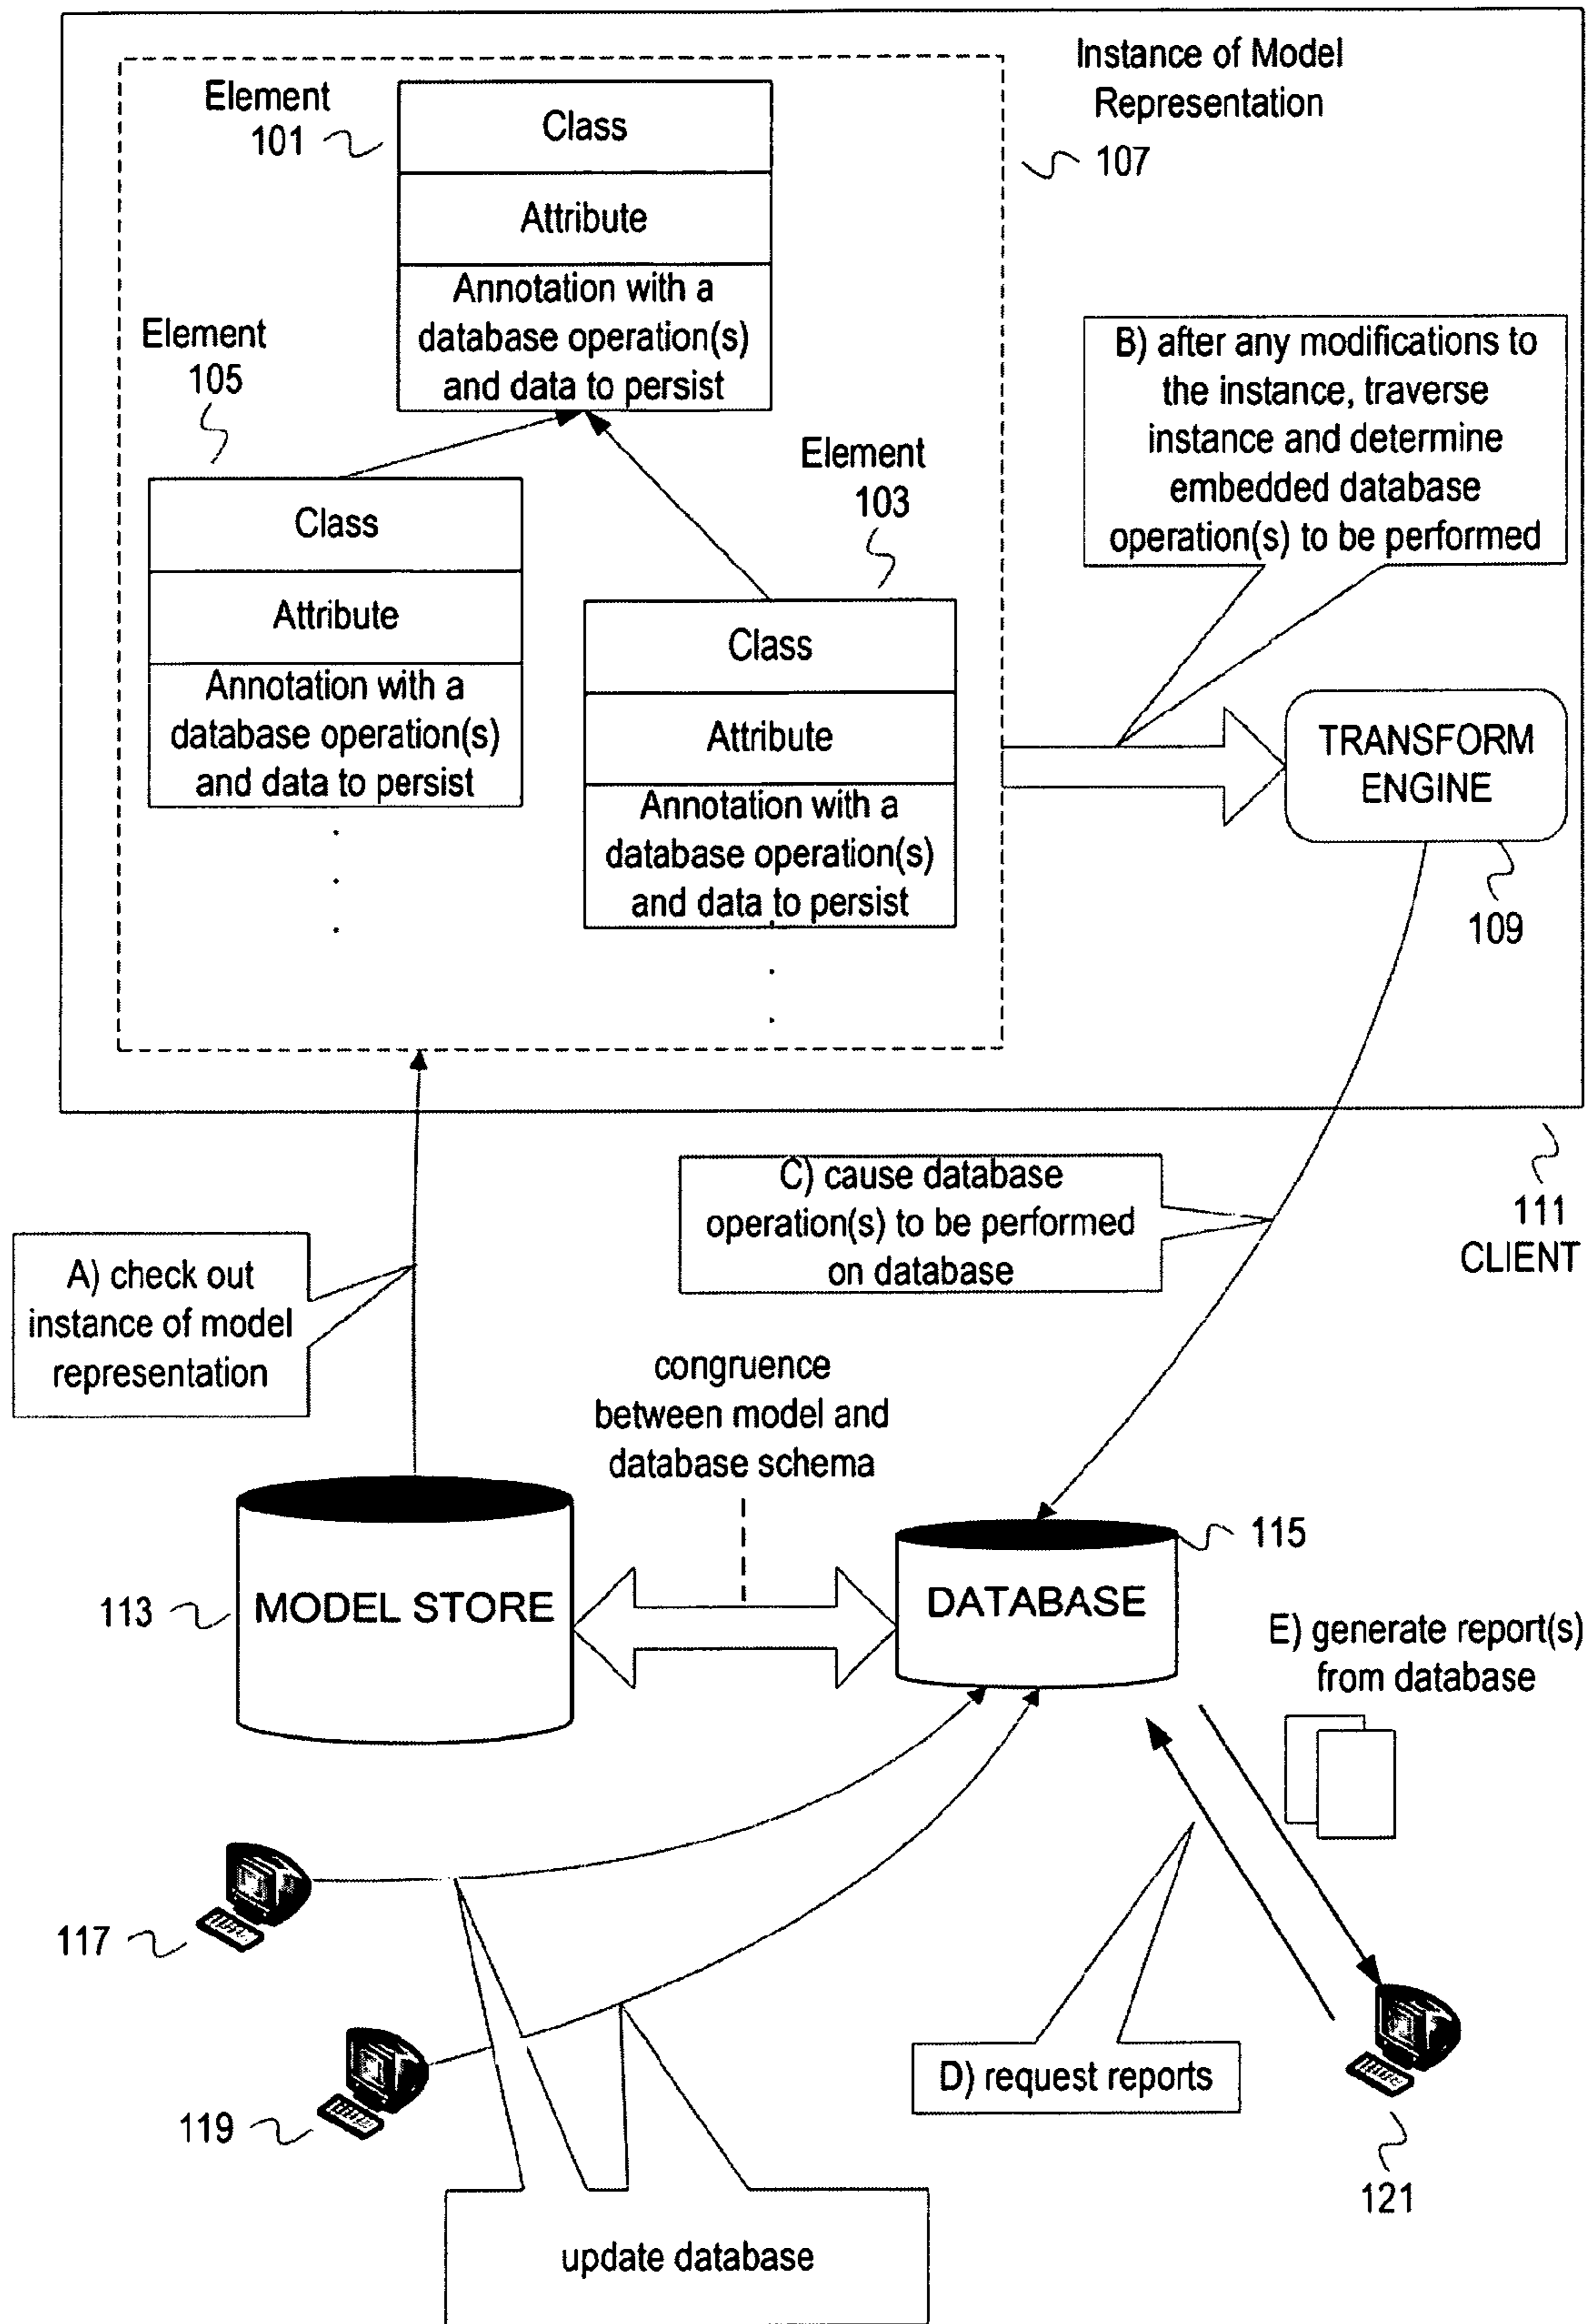 Instance of Model
Representation
107
Element
101
Class
Attribute
Annotation with a
database operation(s)
and data to persist
Element
105
Class
Attribute
Annotation with a
database operation(s)
and data to persist
Element
103
Class
Attribute
Annotation with a
database operation(s)
and data to persist
B) after any modifications to
the instance, traverse
instance and determine
embedded database
operation(s) to be performed
TRANSFORM
ENGINE
109
111
CLIENT
C) cause database
operation(s) to be performed
on database
A) check out
instance of model
representation
congruence
between model and
database schema
113
MODEL STORE
DATABASE
115
E) generate report(s)
from database
117
119
D) request reports
121
update database